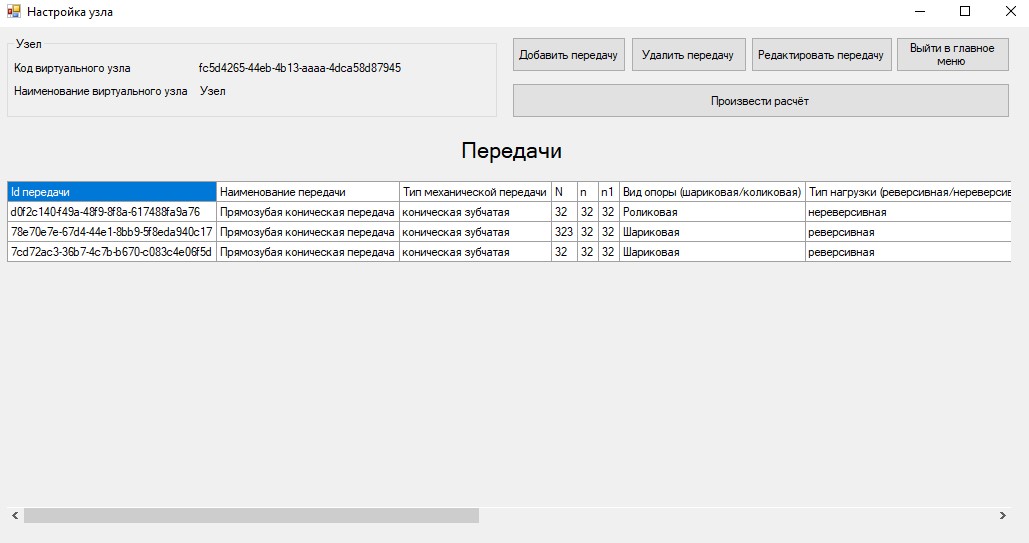 Настройка узла
Узел
Код виртуального узла fc5d4265-44eb-4b13-aaaa-4dca58d87945
Наименование виртуального узла Узел
Добавить передачу Удалить передачу Редактировать передачу Выйти в главное
меню
Произвести расчёт
Передачи
Id передачи Наименование передачи Тип механической передачи N n n1 Вид опоры (шариковая/коликовая) Тип нагрузки (реверсивная/нереверсив
d0f2c140-f49a-48f9-8f8a-617488fa9a76 Прямозубая коническая передача коническая зубчатая 32 32 32 Роликовая нереверсивная
78e70e7e-67d4-44e1-8bb9-5f8eda940c17 Прямозубая коническая передача коническая зубчатая 323 32 32 Шариковая реверсивная
7cd72ac3-36b7-4c7b-b670-c083c4e06f5d Прямозубая коническая передача коническая зубчатая 32 32 32 Шариковая реверсивная